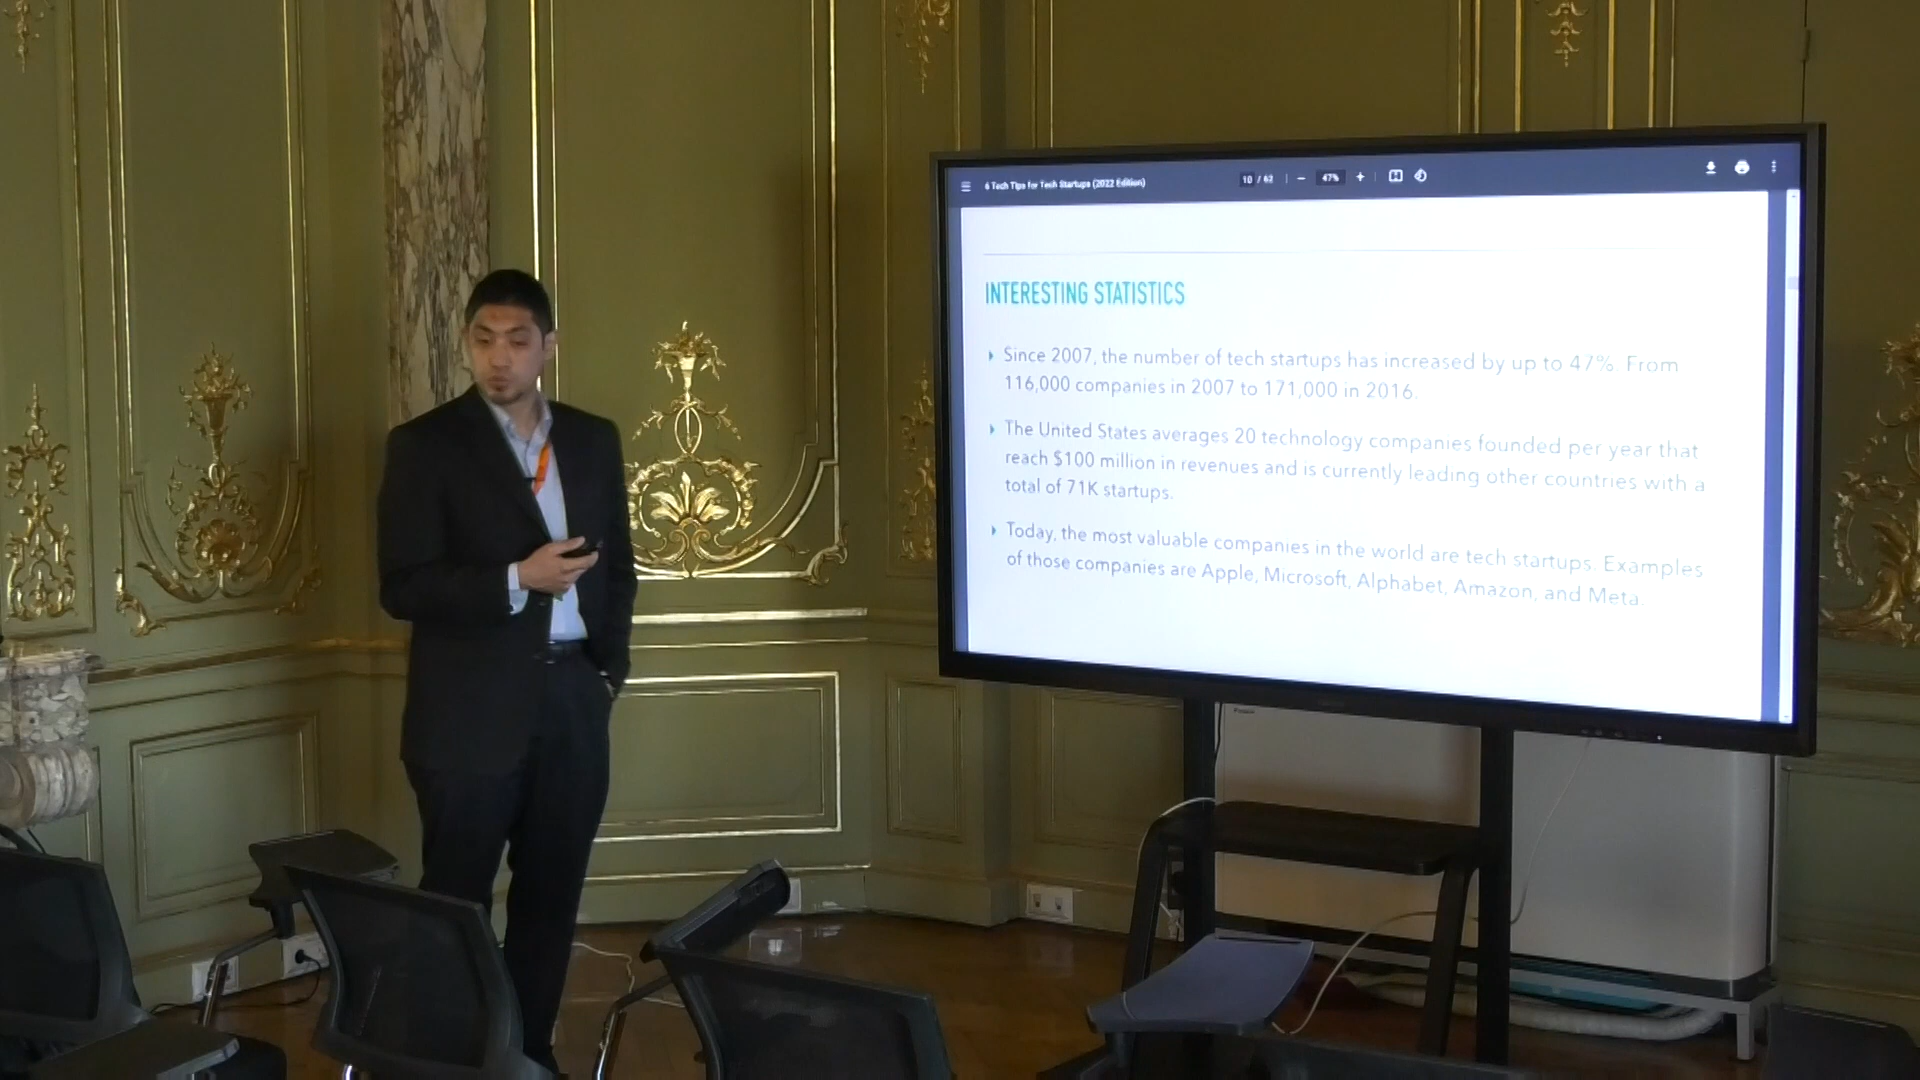 6 Tech Tips for Tech Startups (2022 Edition)
10 / 62
47%
INTERESTING STATISTICS
Since 2007, the number of tech startups has increased by up to 47%. From
116,000 companies in 2007 to 171,000 in 2016.
The United States averages 20 technology companies founded per year that
reach $100 million in revenues and is currently leading other countries with a
total of 71K startups.
Today, the most valuable companies in the world are tech startups. Examples
of those companies are Apple, Microsoft, Alphabet, Amazon, and Meta.